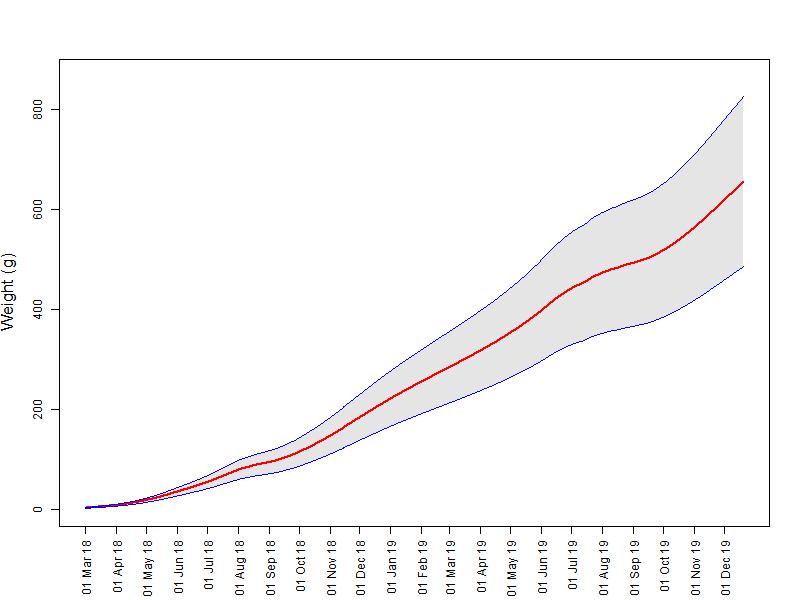 Weight (g)
800
600
400
200
0
01 Mar 18
01 Apr 18
01 May 18
01 Jun 18
01 Jul 18
01 Aug 18
01 Sep 18
01 Oct 18
01 Nov 18
01 Dec 18
01 Jan 19
01 Feb 19
01 Mar 19
01 Apr 19
01 May 19
01 Jun 19
01 Jul 19
01 Aug 19
01 Sep 19
01 Oct 19
01 Nov 19
01 Dec 19